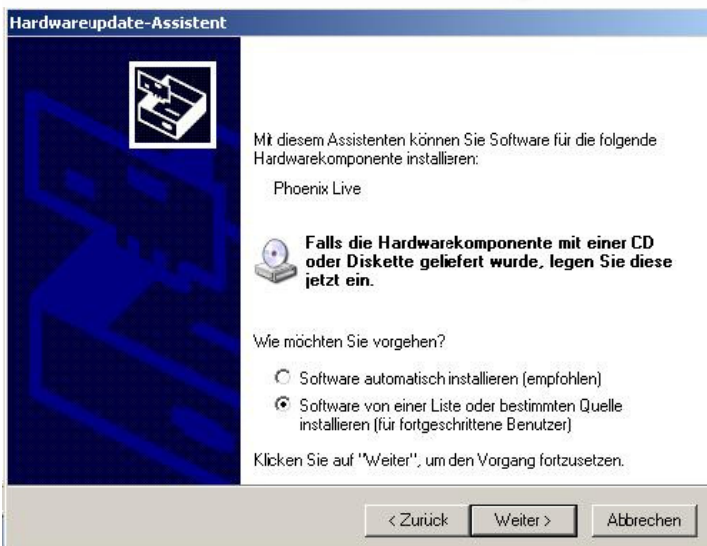 Hardwareupdate-Assistent
Mit diesem Assistenten können Sie Software für die folgende
Hardwarekomponente installieren:
Phoenix Live
Falls die Hardwarekomponente mit einer CD
oder Diskette geliefert wurde, legen Sie diese
jetzt ein.
Wie möchten Sie vorgehen?
Software automatisch installieren (empfohlen)
Software von einer Liste oder bestimmten Quelle
installieren (für fortgeschrittene Benutzer)
Klicken Sie auf "Weiter", um den Vorgang fortzusetzen.
< Zurück
Weiter >
Abbrechen